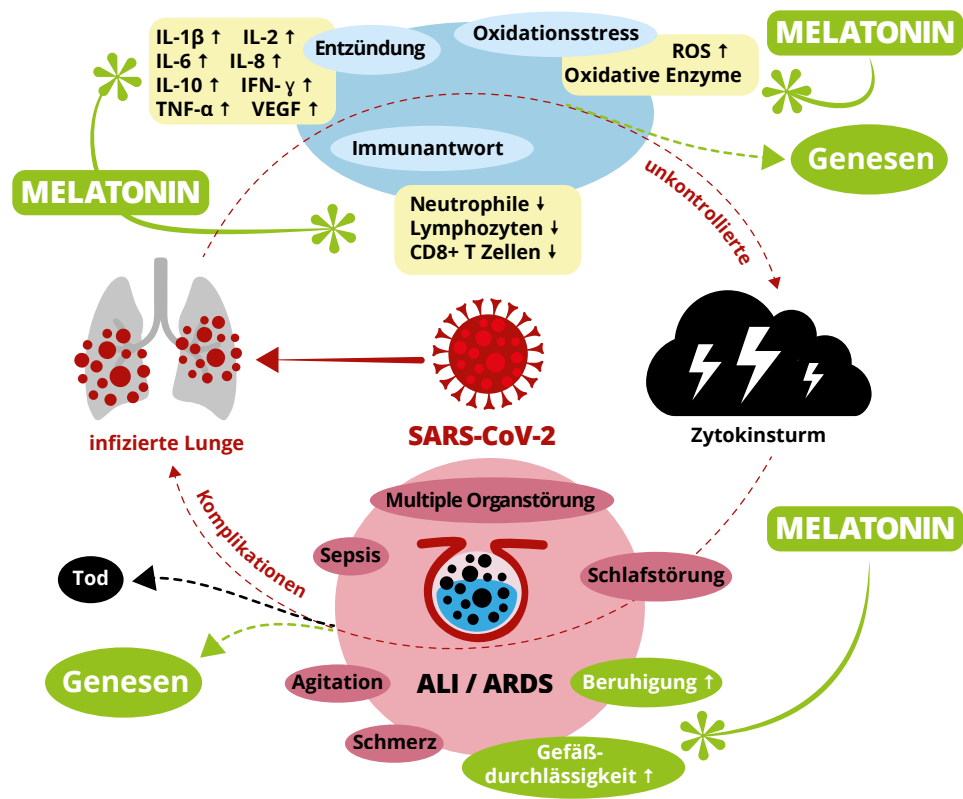 IL-1β ↑ IL-2 ↑
IL-6 ↑ IL-8 ↑
IL-10 ↑ IFN-γ ↑
TNF-α ↑ VEGF ↑
Entzündung
Oxidationsstress
ROS ↑
Oxidative Enzyme
MELATONIN
Genesen
Immunantwort
MELATONIN
Neutrophile ↓
Lymphozyten ↓
CD8+ T Zellen ↓
unkontrollierte
infizierte Lunge
SARS-CoV-2
Zytokinsturm
Komplikationen
Multiple Organstörung
Sepsis
Schlafstörung
MELATONIN
Tod
Genesen
Agitation
ALI / ARDS
Beruhigung ↑
Schmerz
Gefäß-
durchlässigkeit ↑